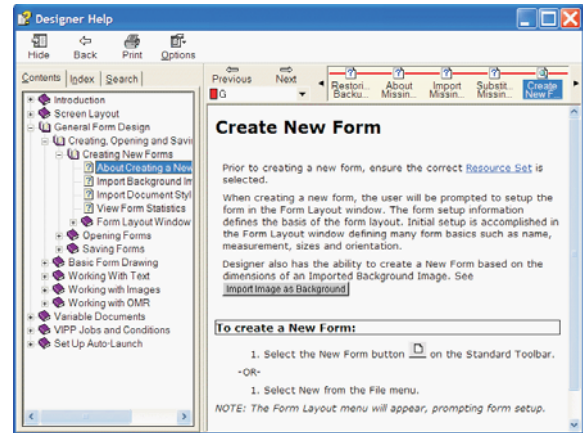 Designer Help
Hide Back Print Options
Contents Index Search
Introduction
Screen Layout
General Form Design
Creating, Opening and Savin
Creating New Forms
About Creating a New
Import Background Im
Import Document Styl
View Form Statistics
Form Layout Window
Opening Forms
Saving Forms
Basic Form Drawing
Working With Text
Working with Images
Working with OMR
Variable Documents
VIPP Jobs and Conditions
Set Up Auto-Launch
Previous Next
G
Restori... Backu...
About Missin...
Import Missin...
Substit... Missin...
Create New F...
Create New Form
Prior to creating a new form, ensure the correct Resource Set is
selected.
When creating a new form, the user will be prompted to setup the
form in the Form Layout window. The form setup information
defines the basis of the form layout. Initial setup is accomplished in
the Form Layout window defining many form basics such as name,
measurement, sizes and orientation.
Designer also has the ability to create a New Form based on the
dimensions of an Imported Background Image. See
Import Image as Background
To create a New Form:
1. Select the New Form button on the Standard Toolbar.
-OR-
1. Select New from the File menu.
NOTE: The Form Layout menu will appear, prompting form setup.